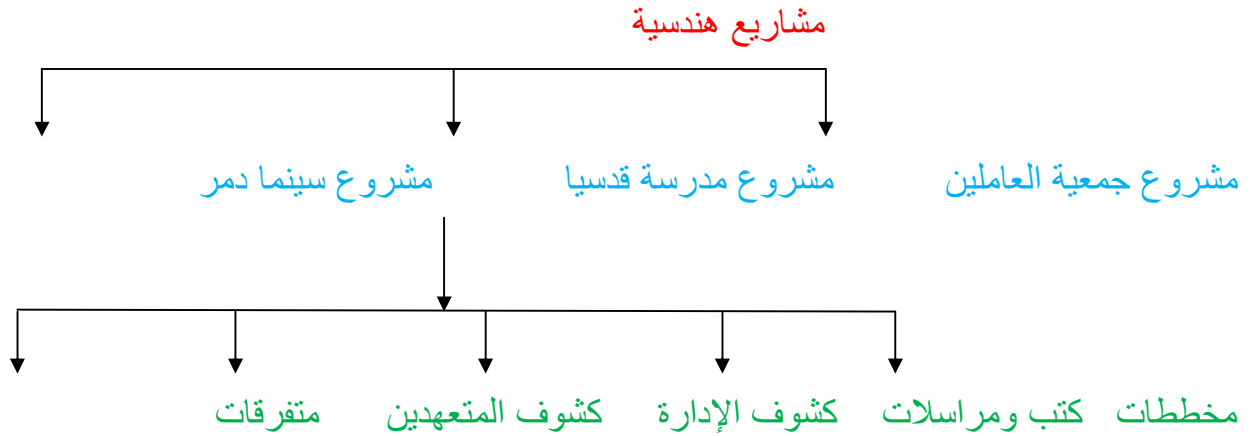 مشاريع هندسية
مشروع جمعية العاملين مشروع مدرسة قدسيا مشروع سينما دمر
مخططات كتب ومراسلات كشوف الإدارة كشوف المتعهدين متفرقات